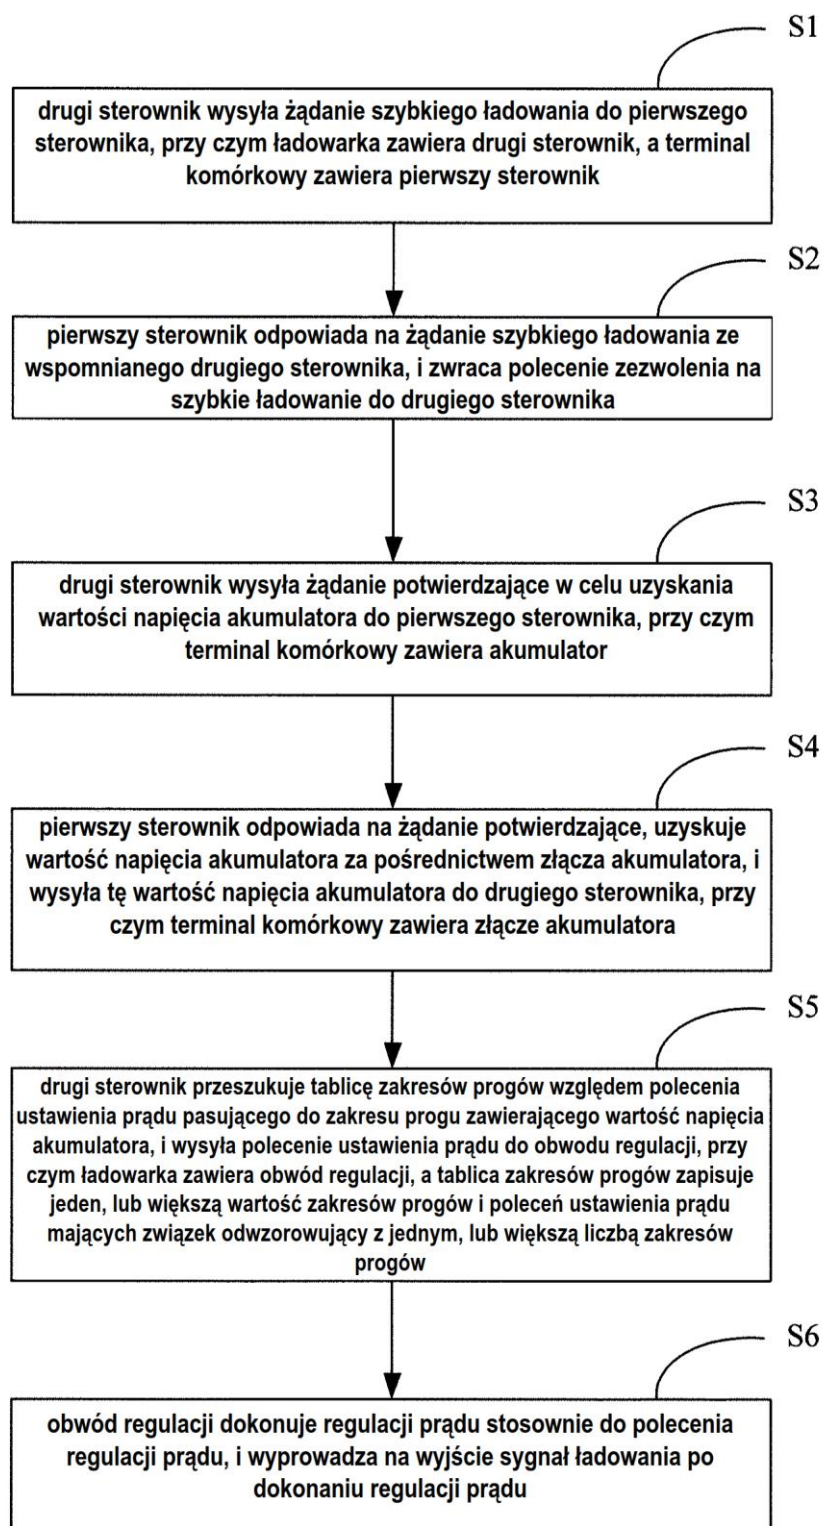 S1
drugi sterownik wysyła żądanie szybkiego ładowania do pierwszego
sterownika, przy czym ładowarka zawiera drugi sterownik, a terminal
komórkowy zawiera pierwszy sterownik
S2
pierwszy sterownik odpowiada na żądanie szybkiego ładowania ze
wspomnianego drugiego sterownika, i zwraca polecenie zezwolenia na
szybkie ładowanie do drugiego sterownika
S3
drugi sterownik wysyła żądanie potwierdzające w celu uzyskania
wartości napięcia akumulatora do pierwszego sterownika, przy czym
terminal komórkowy zawiera akumulator
S4
pierwszy sterownik odpowiada na żądanie potwierdzające, uzyskuje
wartość napięcia akumulatora za pośrednictwem złącza akumulatora, i
wysyła tę wartość napięcia akumulatora do drugiego sterownika, przy
czym terminal komórkowy zawiera złącze akumulatora
S5
drugi sterownik przeszukuje tablicę zakresów progów względem polecenia
ustawienia prądu pasującego do zakresu progu zawierającego wartość napięcia
akumulatora, i wysyła polecenie ustawienia prądu do obwodu regulacji, przy
czym ładowarka zawiera obwód regulacji, a tablica zakresów progów zapisuje
jeden, lub większą wartość zakresów progów i poleceń ustawienia prądu
mających związek odwzorowujący z jednym, lub większą liczbą zakresów
progów
S6
obwód regulacji dokonuje regulacji prądu stosownie do polecenia
regulacji prądu, i wyprowadza na wyjście sygnał ładowania po
dokonaniu regulacji prądu